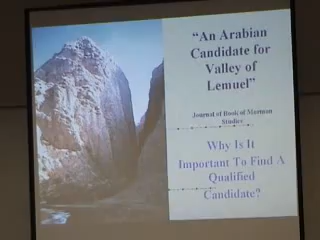 “An Arabian
Candidate for
Valley of
Lemuel”
Journal of Book of Mormon
Studies
Why Is It
Important To Find A
Qualified
Candidate?